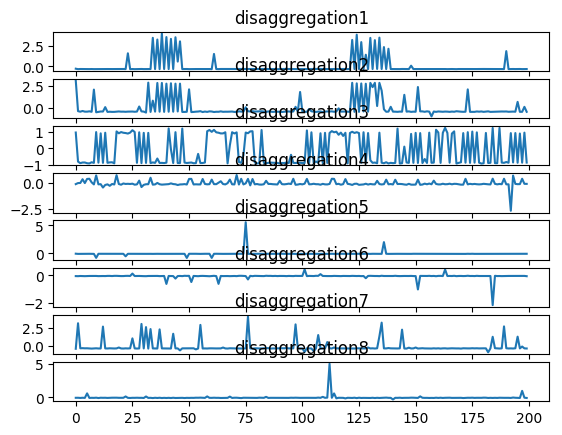 disaggregation1
2.5
0.0
disaggregation2
2.5
0.0
disaggregation3
1
0
−1
disaggregation4
0.0
−2.5
disaggregation5
5
0
disaggregation6
0
−2
disaggregation7
2.5
0.0
disaggregation8
5
0
0 25 50 75 100 125 150 175 200